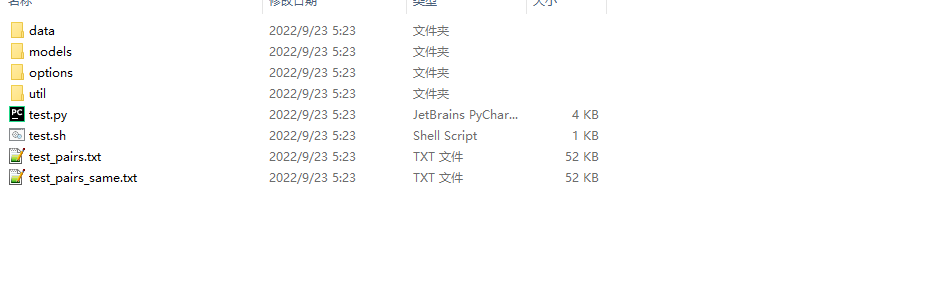 名称 修改日期 类型 大小
data 2022/9/23 5:23 文件夹
models 2022/9/23 5:23 文件夹
options 2022/9/23 5:23 文件夹
util 2022/9/23 5:23 文件夹
PC test.py 2022/9/23 5:23 JetBrains PyChar... 4 KB
test.sh 2022/9/23 5:23 Shell Script 1 KB
test_pairs.txt 2022/9/23 5:23 TXT 文件 52 KB
test_pairs_same.txt 2022/9/23 5:23 TXT 文件 52 KB